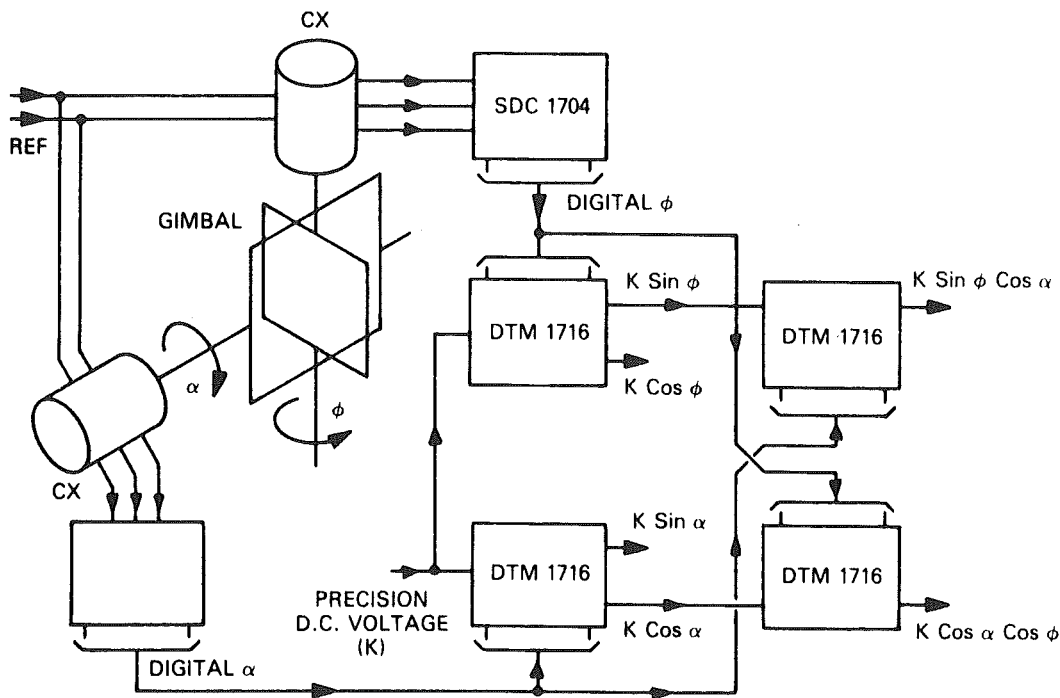 CX
REF
SDC 1704
GIMBAL
DIGITAL ϕ
K Sin ϕ
K Sin ϕ Cos α
DTM 1716
DTM 1716
α
K Cos ϕ
ϕ
CX
K Sin α
DTM 1716
DTM 1716
PRECISION
D.C. VOLTAGE
(K)
K Cos α
K Cos α Cos ϕ
DIGITAL α